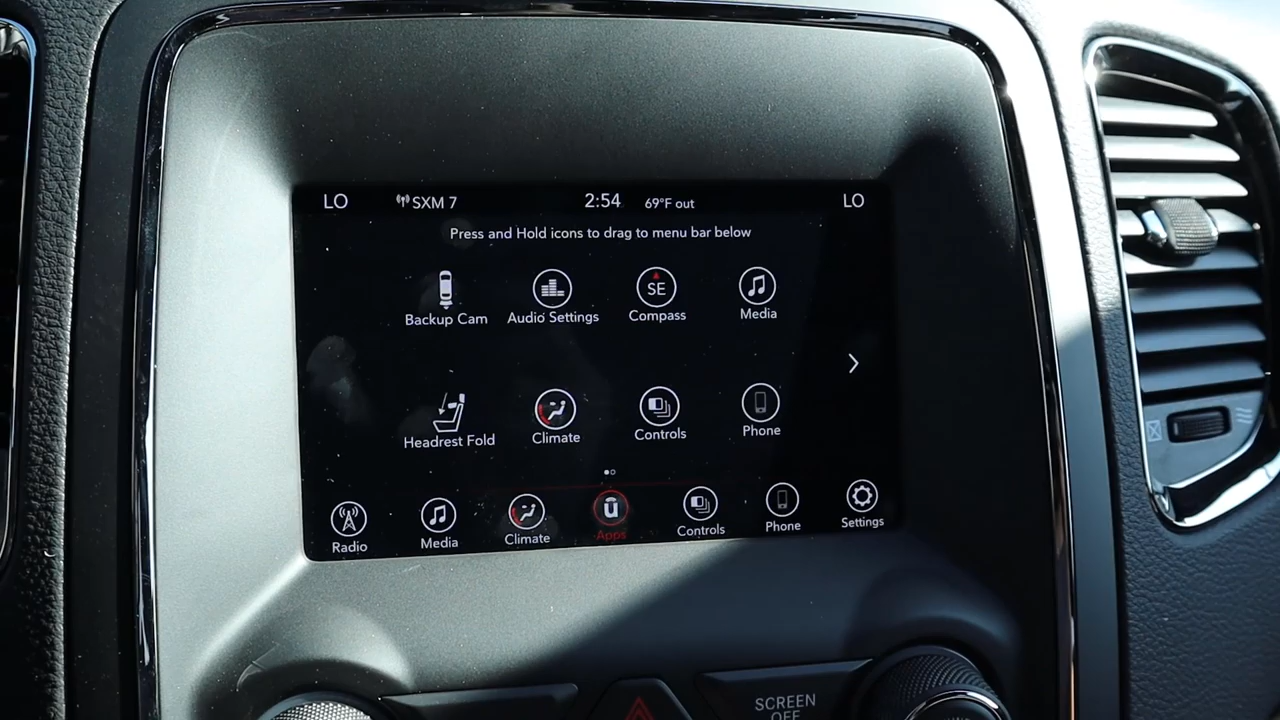 LO SXM 7 2:54 69°F out LO
Press and Hold icons to drag to menu bar below
Backup Cam Audio Settings SE Compass Media
Headrest Fold Climate Controls Phone
Radio Media Climate ū Apps Controls Phone Settings
SCREEN
OFF